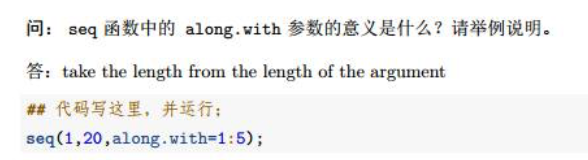 问： seq 函数中的 along.with 参数的意义是什么？请举例说明。
答：take the length from the length of the argument
## 代码写这里，并运行；
seq(1,20,along.with=1:5);